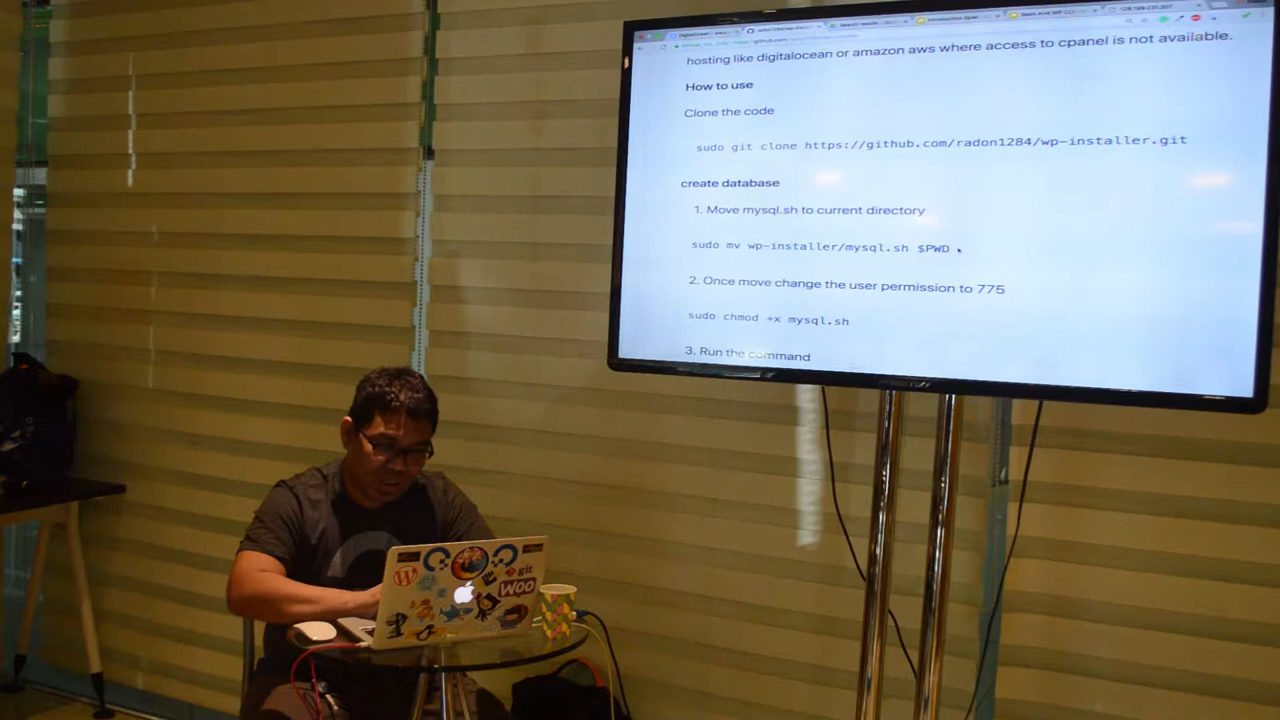 hosting like digitalocean or amazon aws where access to cpanel is not available.
How to use
Clone the code
sudo git clone https://github.com/radon1284/wp-installer.git
create database
1. Move mysql.sh to current directory
sudo mv wp-installer/mysql.sh $PWD
2. Once move change the user permission to 775
sudo chmod +x mysql.sh
3. Run the command
git
WOO